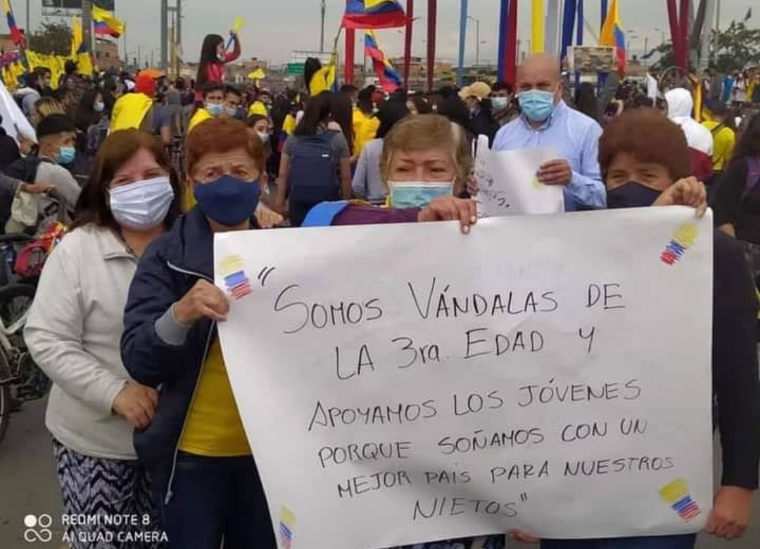 "SOMOS VÁNDALAS DE
LA 3ra. EDAD Y
APOYAMOS LOS JÓVENES
PORQUE SOÑAMOS CON UN
MEJOR PAIS PARA NUESTROS
NIETOS"
REDMI NOTE 8
AI QUAD CAMERA